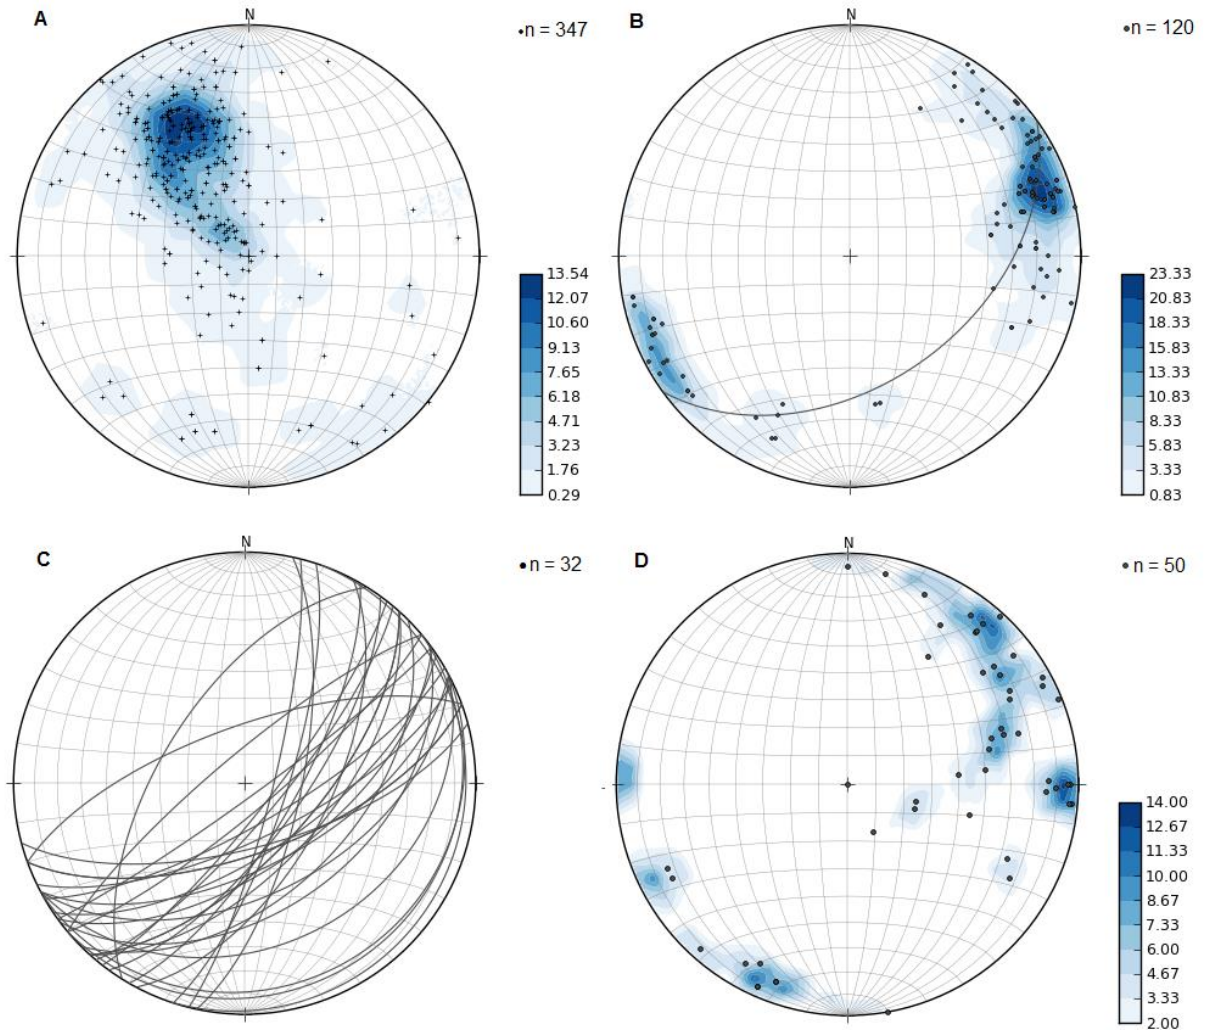 A
N
n = 347
13.54
12.07
10.60
9.13
7.65
6.18
4.71
3.23
1.76
0.29
B
N
n = 120
23.33
20.83
18.33
15.83
13.33
10.83
8.33
5.83
3.33
0.83
C
N
n = 32
D
N
n = 50
14.00
12.67
11.33
10.00
8.67
7.33
6.00
4.67
3.33
2.00